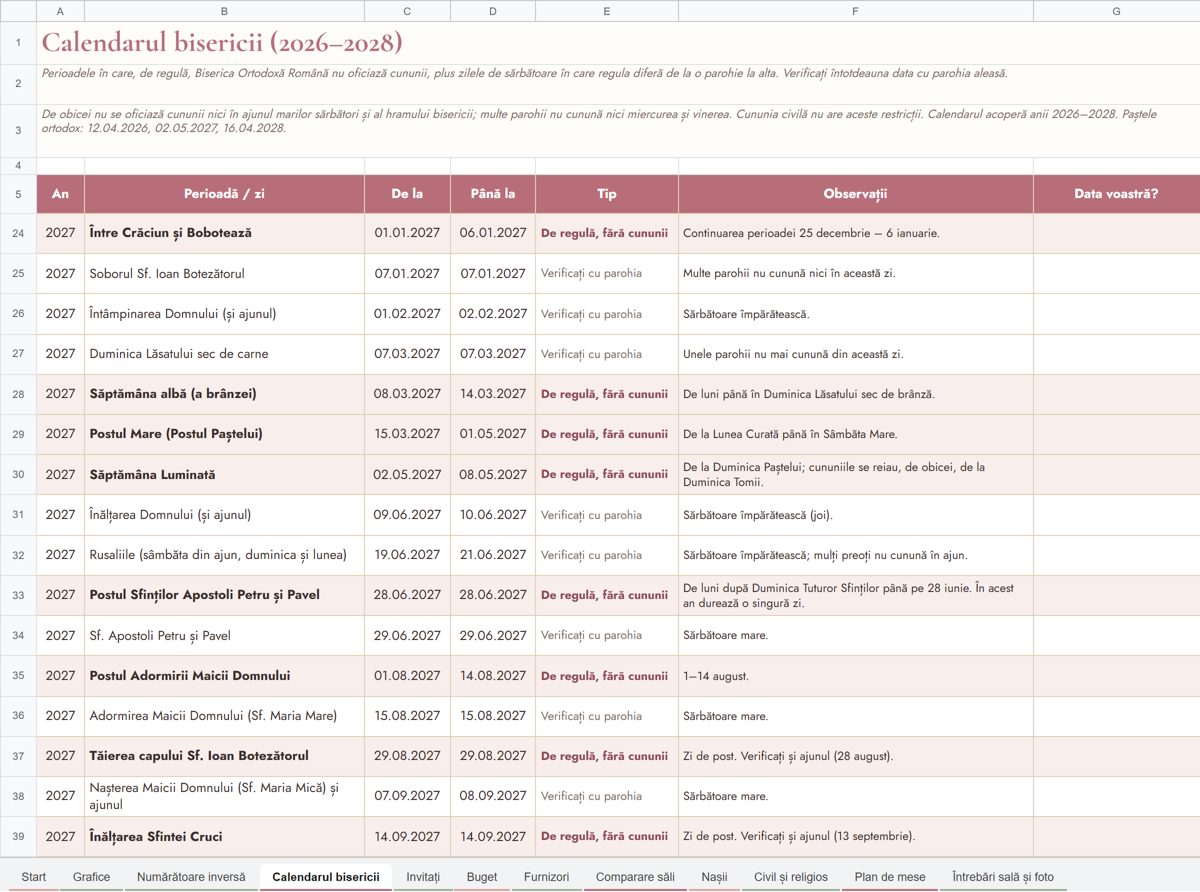 A B C D E F G
1 Calendarul bisericii (2026–2028)
2 Perioadele în care, de regulă, Biserica Ortodoxă Română nu oficiază cununii, plus zilele de sărbătoare în care regula diferă de la o parohie la alta. Verificați întotdeauna data cu parohia aleasă.
3 De obicei nu se oficiază cununii nici în ajunul marilor sărbători și al hramului bisericii; multe parohii nu cunună nici miercurea și vinerea. Cununia civilă nu are aceste restricții. Calendarul acoperă anii 2026–2028. Paștele
ortodox: 12.04.2026, 02.05.2027, 16.04.2028.
4
5 An Perioadă / zi De la Până la Tip Observații Data voastră?
24 2027 Între Crăciun și Bobotează 01.01.2027 06.01.2027 De regulă, fără cununii Continuarea perioadei 25 decembrie – 6 ianuarie.
25 2027 Soborul Sf. Ioan Botezătorul 07.01.2027 07.01.2027 Verificați cu parohia Multe parohii nu cunună nici în această zi.
26 2027 Întâmpinarea Domnului (și ajunul) 01.02.2027 02.02.2027 Verificați cu parohia Sărbătoare împărătească.
27 2027 Duminica Lăsatului sec de carne 07.03.2027 07.03.2027 Verificați cu parohia Unele parohii nu mai cunună din această zi.
28 2027 Săptămâna albă (a brânzei) 08.03.2027 14.03.2027 De regulă, fără cununii De luni până în Duminica Lăsatului sec de brânză.
29 2027 Postul Mare (Postul Paștelui) 15.03.2027 01.05.2027 De regulă, fără cununii De la Lunea Curată până în Sâmbăta Mare.
30 2027 Săptămâna Luminată 02.05.2027 08.05.2027 De regulă, fără cununii De la Duminica Paștelui; cununiile se reiau, de obicei, de la
Duminica Tomii.
31 2027 Înălțarea Domnului (și ajunul) 09.06.2027 10.06.2027 Verificați cu parohia Sărbătoare împărătească (joi).
32 2027 Rusaliile (sâmbăta din ajun, duminica și lunea) 19.06.2027 21.06.2027 Verificați cu parohia Sărbătoare împărătească; mulți preoți nu cunună în ajun.
33 2027 Postul Sfinților Apostoli Petru și Pavel 28.06.2027 28.06.2027 De regulă, fără cununii De luni după Duminica Tuturor Sfinților până pe 28 iunie. În acest
an durează o singură zi.
34 2027 Sf. Apostoli Petru și Pavel 29.06.2027 29.06.2027 Verificați cu parohia Sărbătoare mare.
35 2027 Postul Adormirii Maicii Domnului 01.08.2027 14.08.2027 De regulă, fără cununii 1–14 august.
36 2027 Adormirea Maicii Domnului (Sf. Maria Mare) 15.08.2027 15.08.2027 Verificați cu parohia Sărbătoare mare.
37 2027 Tăierea capului Sf. Ioan Botezătorul 29.08.2027 29.08.2027 De regulă, fără cununii Zi de post. Verificați și ajunul (28 august).
38 2027 Nașterea Maicii Domnului (Sf. Maria Mică) și
ajunul 07.09.2027 08.09.2027 Verificați cu parohia Sărbătoare mare.
39 2027 Înălțarea Sfintei Cruci 14.09.2027 14.09.2027 De regulă, fără cununii Zi de post. Verificați și ajunul (13 septembrie).
Start Grafice Numărătoare inversă Calendarul bisericii Invitați Buget Furnizori Comparare săli Nașii Civil și religios Plan de mese Întrebări sală și foto